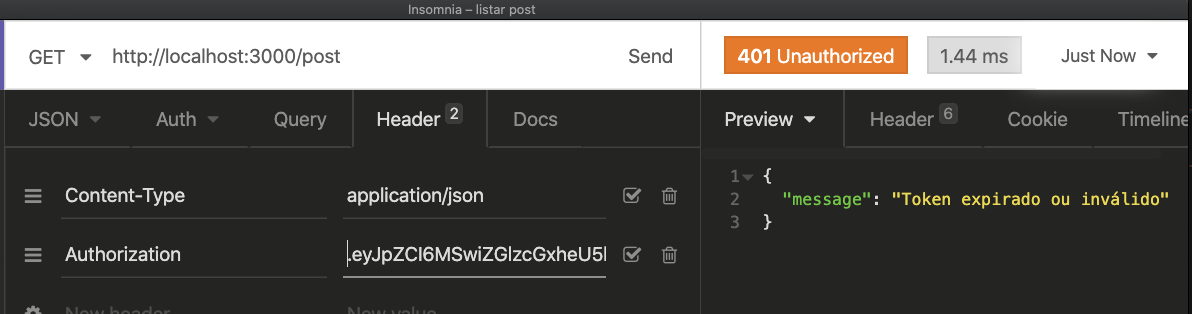 Insomnia – listar post
GET http://localhost:3000/post Send 401 Unauthorized 1.44 ms Just Now
JSON Auth Query Header 2 Docs Preview Header 6 Cookie Timeline
Content-Type application/json
Authorization .eyJpZCI6MSwiZGlzcGxheU5
New header New value
1 {
2 "message": "Token expirado ou inválido"
3 }